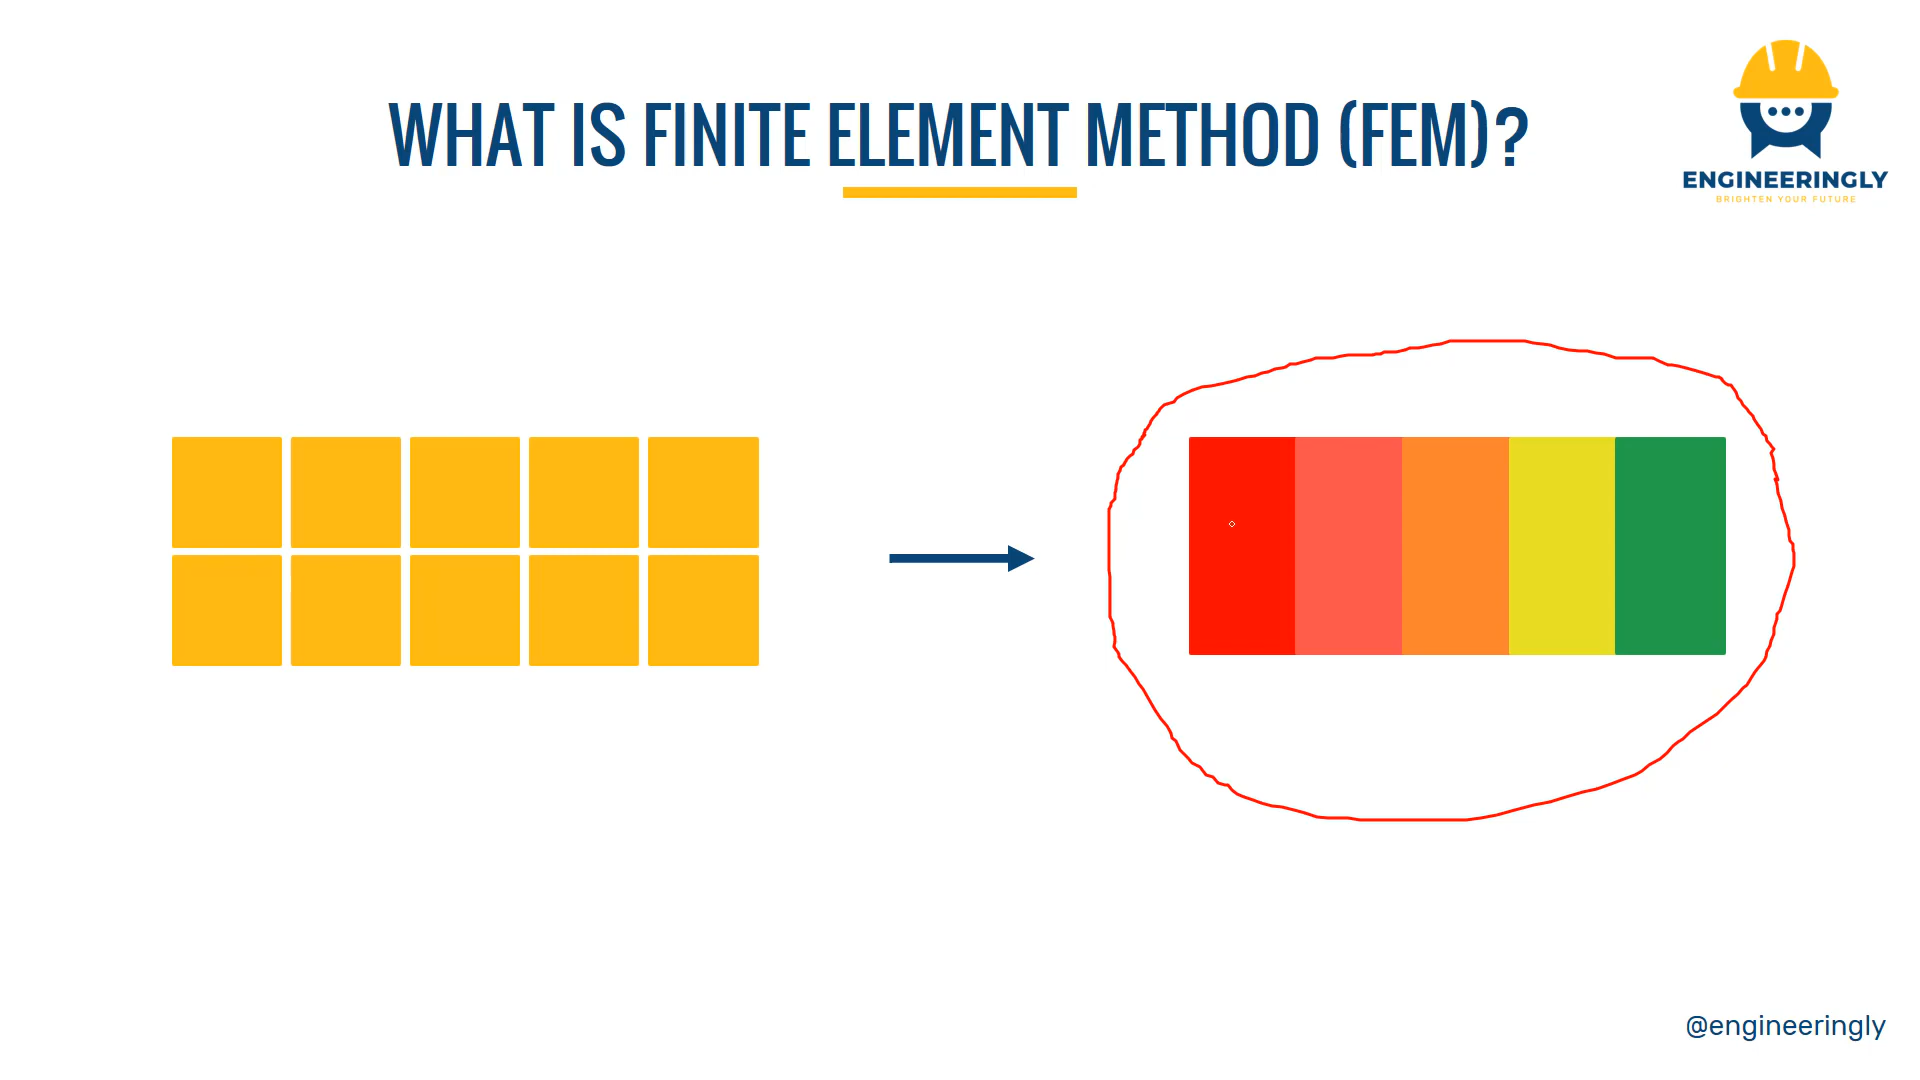 WHAT IS FINITE ELEMENT METHOD (FEM)?
ENGINEERINGLY
BRIGHTEN YOUR FUTURE
@engineeringly